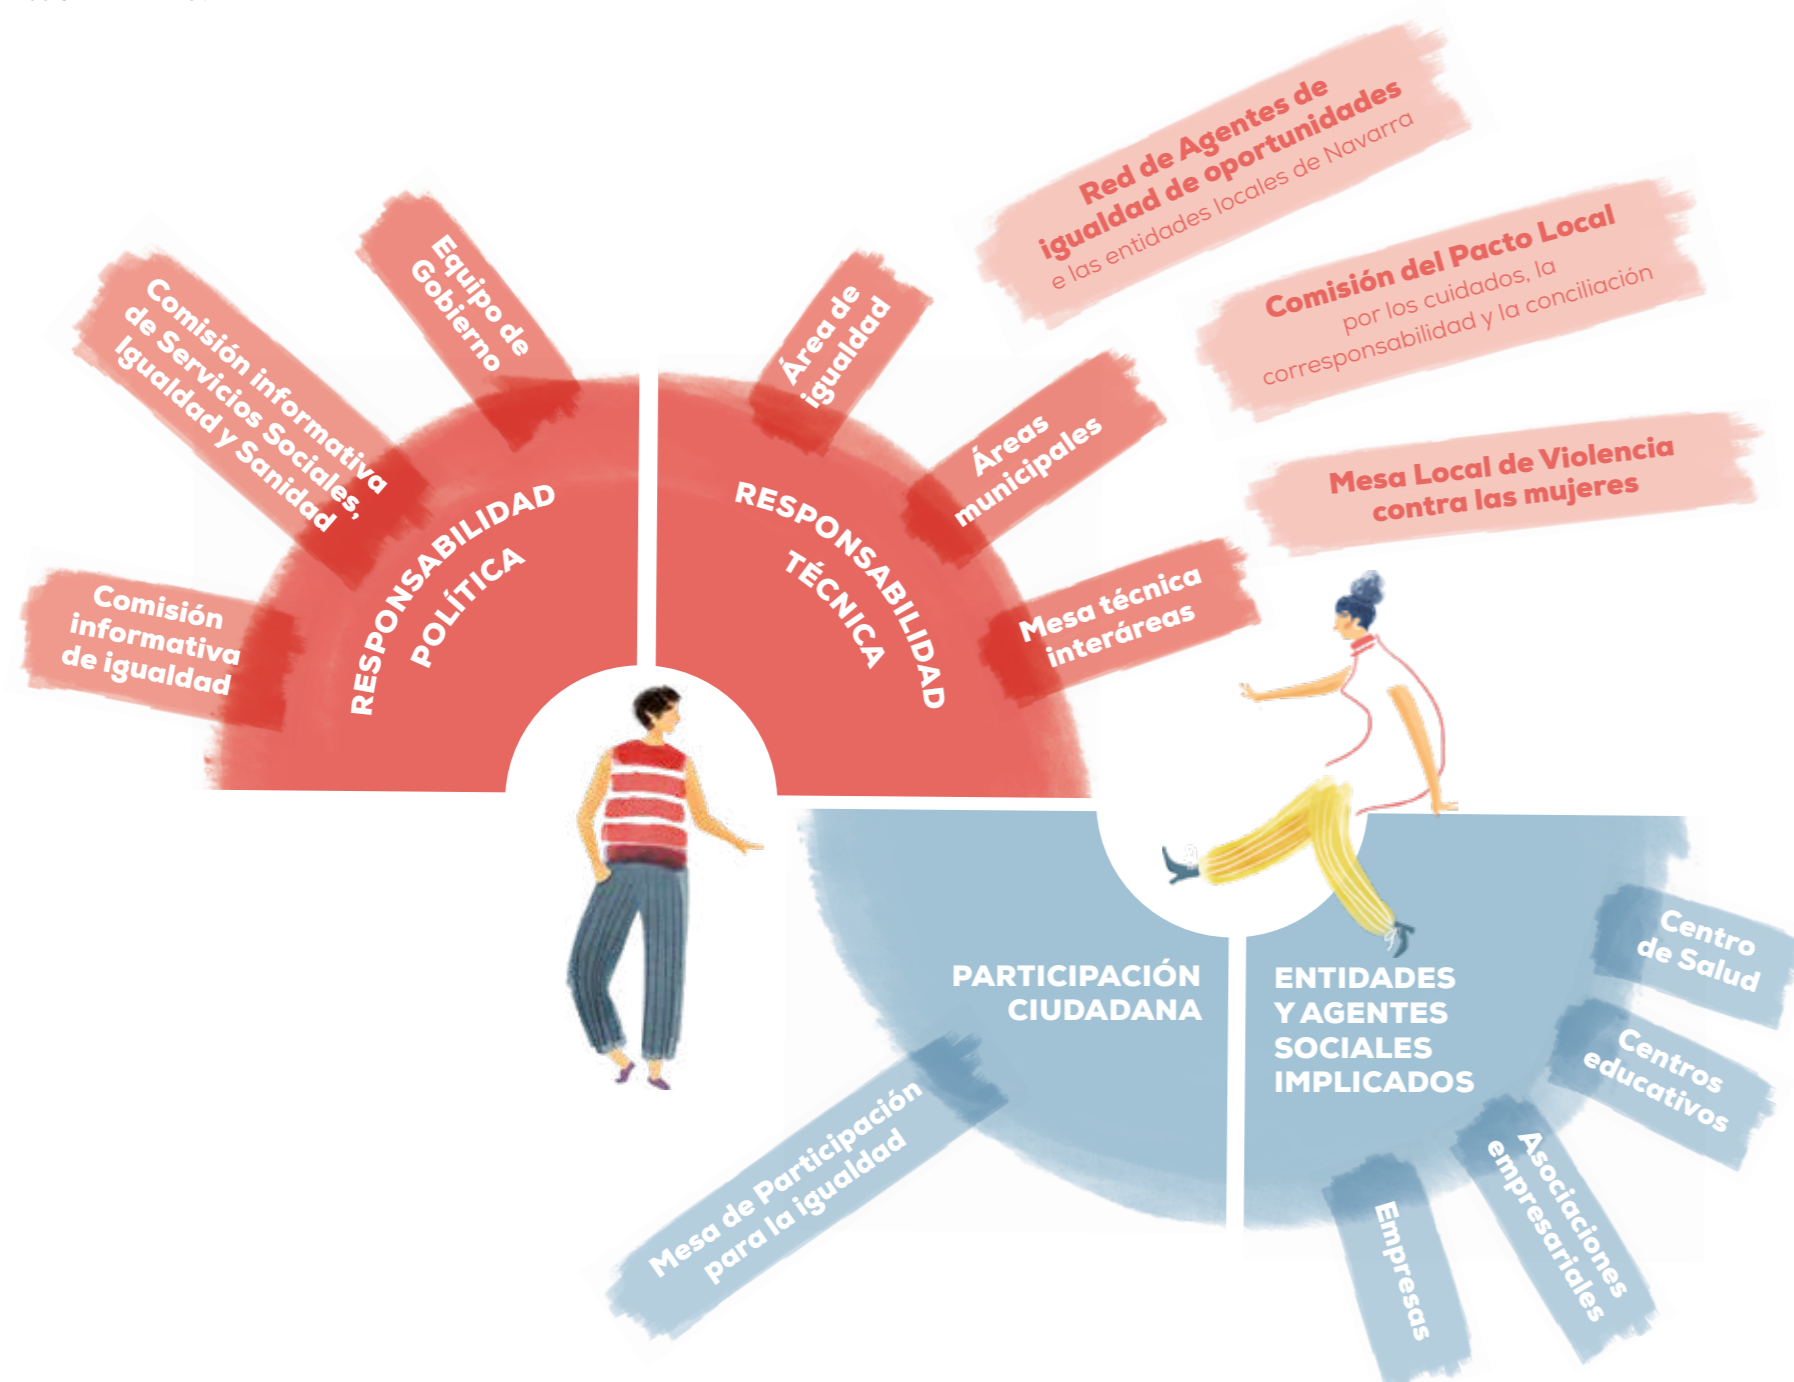 Comisión
informativa
de igualdad
Comisión informativa
de Servicios Sociales,
Igualdad y Sanidad
Equipo de
Gobierno
RESPONSABILIDAD
POLÍTICA
RESPONSABILIDAD
TÉCNICA
Área de
igualdad
Áreas
municipales
Mesa técnica
interáreas
Red de Agentes de
igualdad de oportunidades
e las entidades locales de Navarra
Comisión del Pacto Local
por los cuidados, la
corresponsabilidad y la conciliación
Mesa Local de Violencia
contra las mujeres
PARTICIPACIÓN
CIUDADANA
Mesa de Participación
para la igualdad
ENTIDADES
Y AGENTES
SOCIALES
IMPLICADOS
Centro
de Salud
Centros
educativos
Asociaciones
empresariales
Empresas